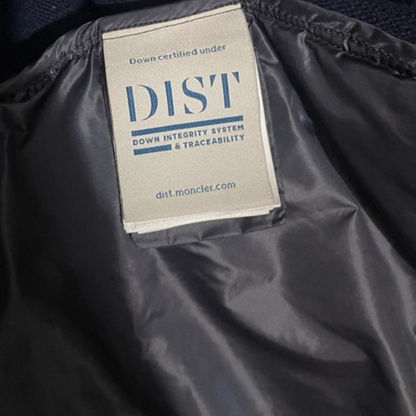 Down certified under
DIST
DOWN INTEGRITY SYSTEM
& TRACEABILITY
dist.moncler.com